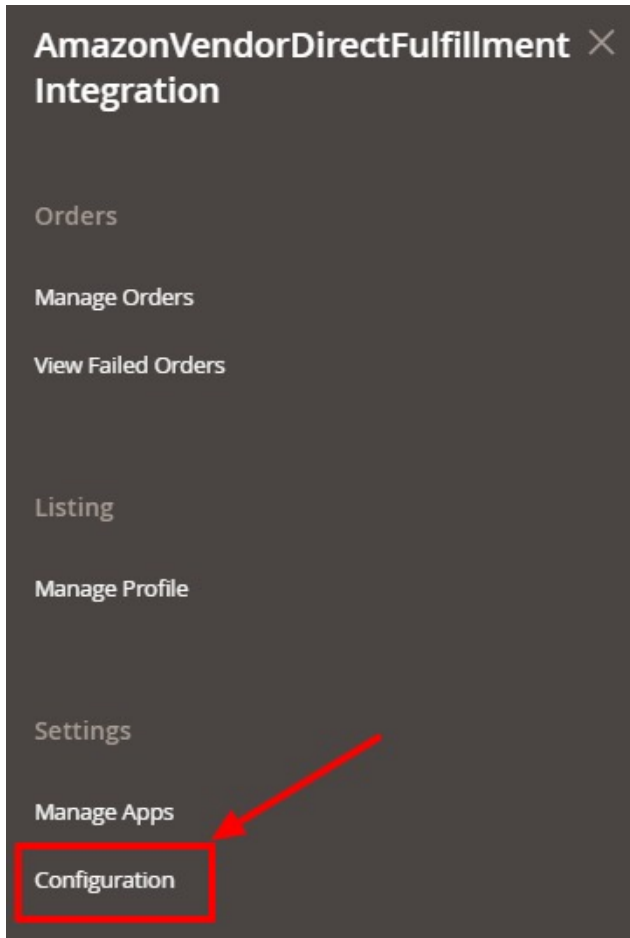 AmazonVendorDirectFulfillment
Integration
Orders
Manage Orders
View Failed Orders
Listing
Manage Profile
Settings
Manage Apps
Configuration